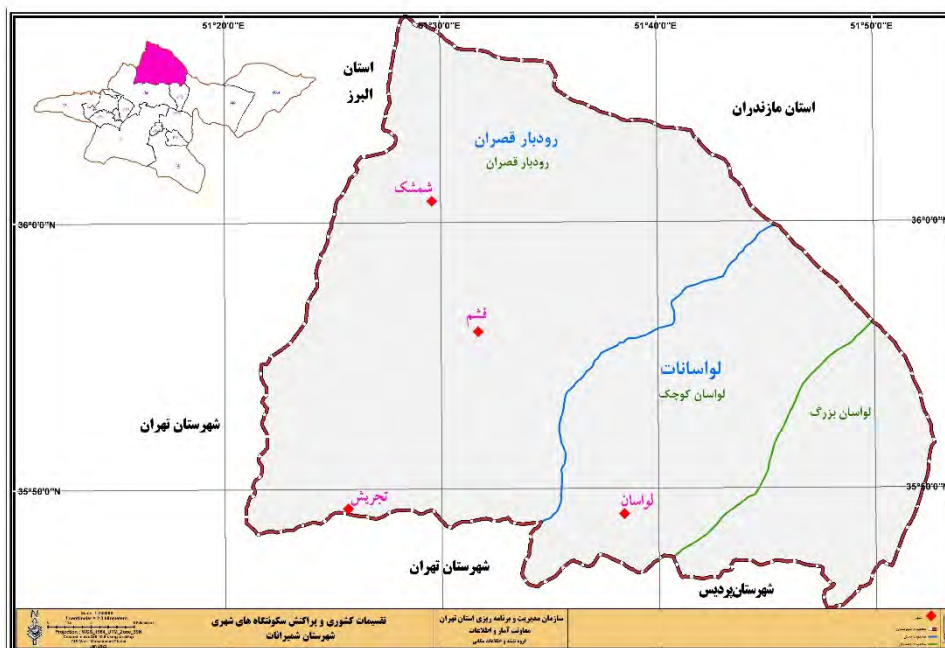 51°20'0"E
51°30'0"E
51°40'0"E
51°50'0"E
استان
البرز
استان مازندران
رودبار قصران
رودبار قصران
شمشک
36°0'0"N
36°0'0"N
فشم
لواسانات
لواسان کوچک
لواسان بزرگ
شهرستان تهران
35°50'0"N
35°50'0"N
تجریش
لواسان
شهرستان تهران
شهرستان پردیس
N
تقسیمات کشوری و پراکنش سکونتگاه های شهری
شهرستان شمیرانات
سازمان مدیریت و برنامه ریزی استان تهران
معاونت آمار و اطلاعات